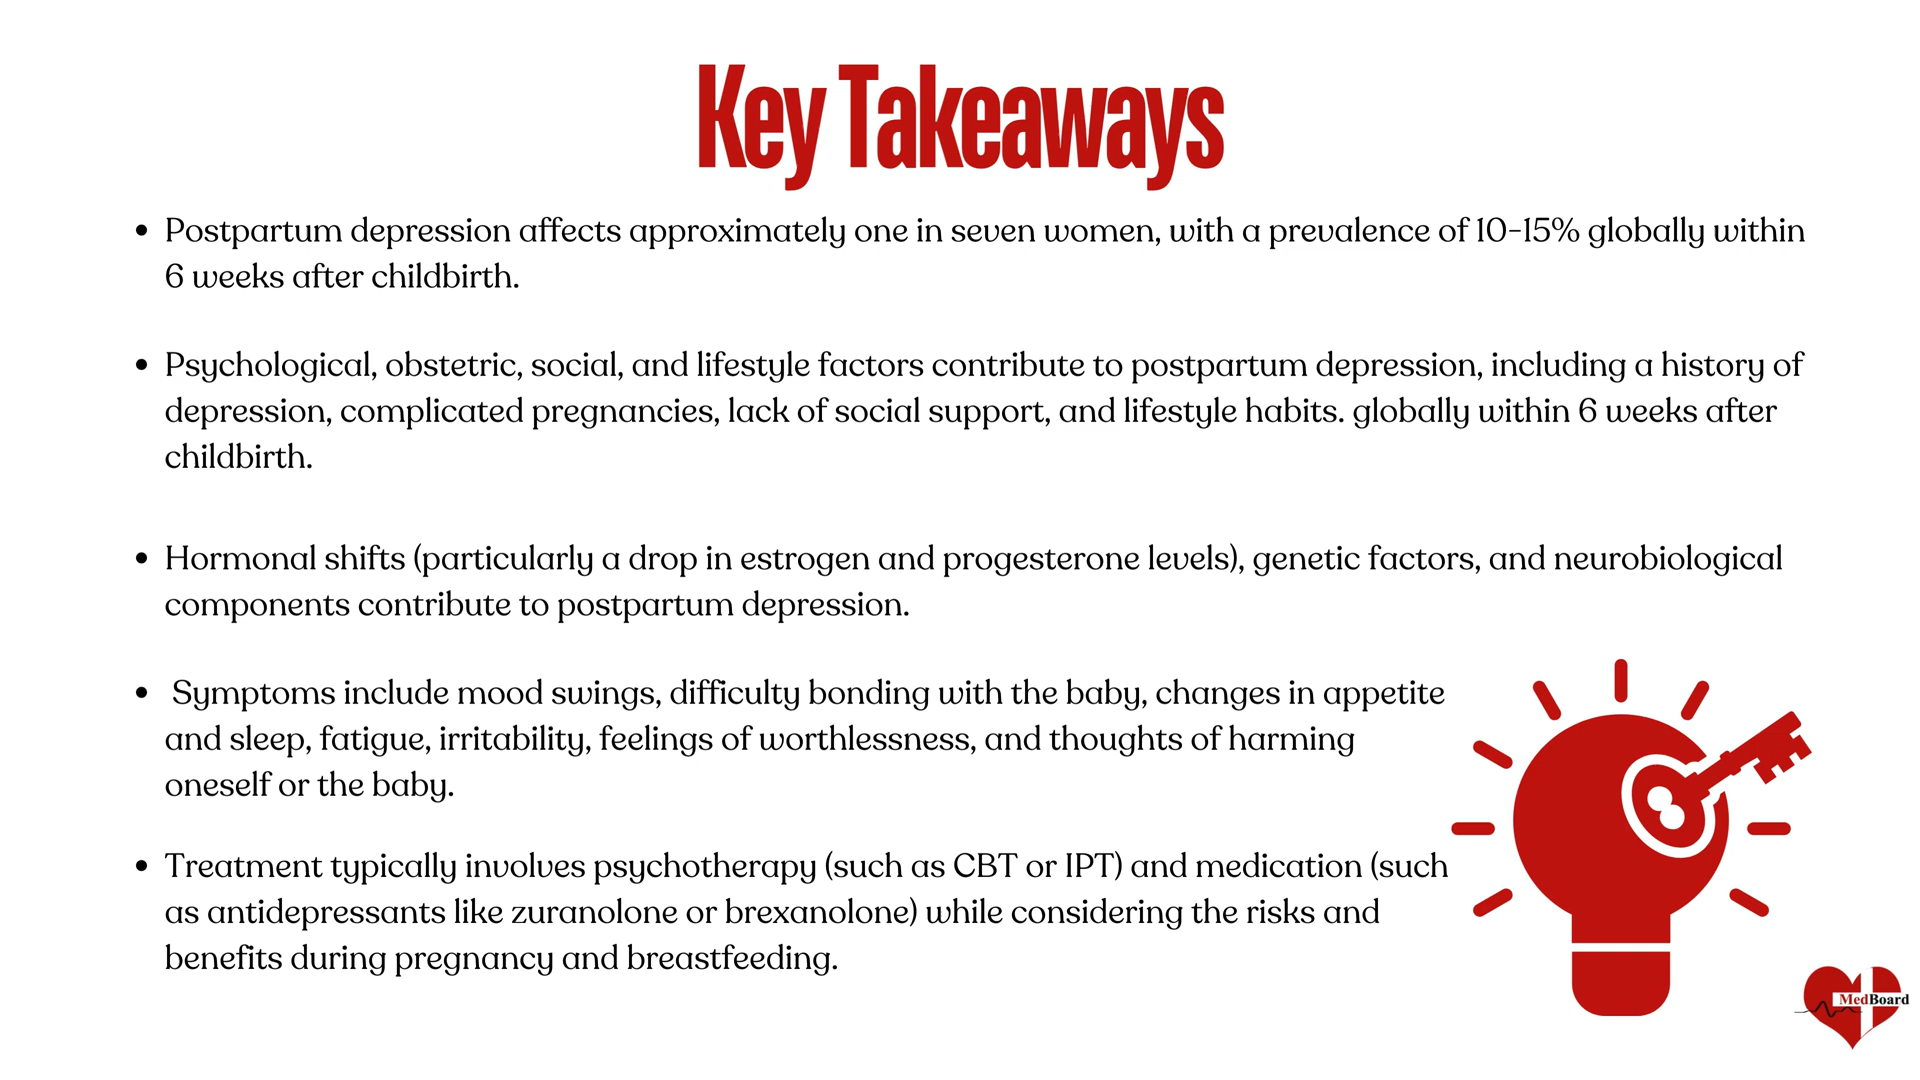 Key Takeaways
• Postpartum depression affects approximately one in seven women, with a prevalence of 10-15% globally within
6 weeks after childbirth.
• Psychological, obstetric, social, and lifestyle factors contribute to postpartum depression, including a history of
depression, complicated pregnancies, lack of social support, and lifestyle habits. globally within 6 weeks after
childbirth.
• Hormonal shifts (particularly a drop in estrogen and progesterone levels), genetic factors, and neurobiological
components contribute to postpartum depression.
• Symptoms include mood swings, difficulty bonding with the baby, changes in appetite
and sleep, fatigue, irritability, feelings of worthlessness, and thoughts of harming
oneself or the baby.
• Treatment typically involves psychotherapy (such as CBT or IPT) and medication (such
as antidepressants like zuranolone or brexanolone) while considering the risks and
benefits during pregnancy and breastfeeding.
MedBoard